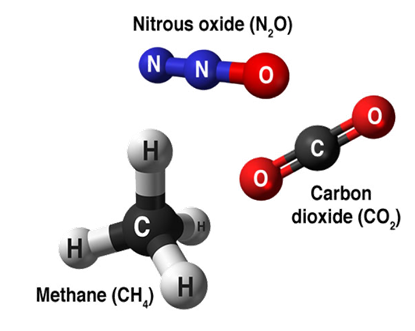 Nitrous oxide (N₂O)
N N O
O
C
O
Carbon
dioxide (CO₂)
H
C H
H
H
Methane (CH₄)